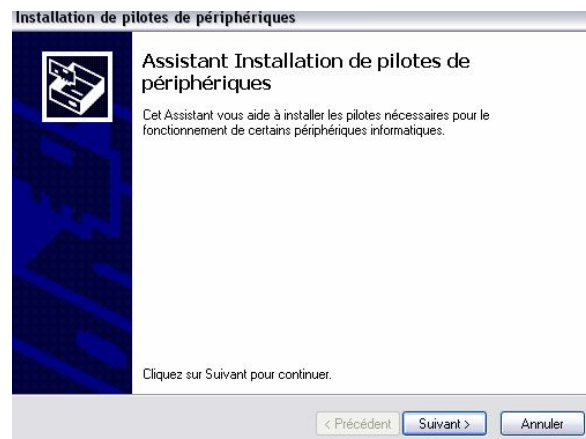 Installation de pilotes de périphériques
Assistant Installation de pilotes de
périphériques
Cet Assistant vous aide à installer les pilotes nécessaires pour le
fonctionnement de certains périphériques informatiques.
Cliquez sur Suivant pour continuer.
< Précédent Suivant > Annuler